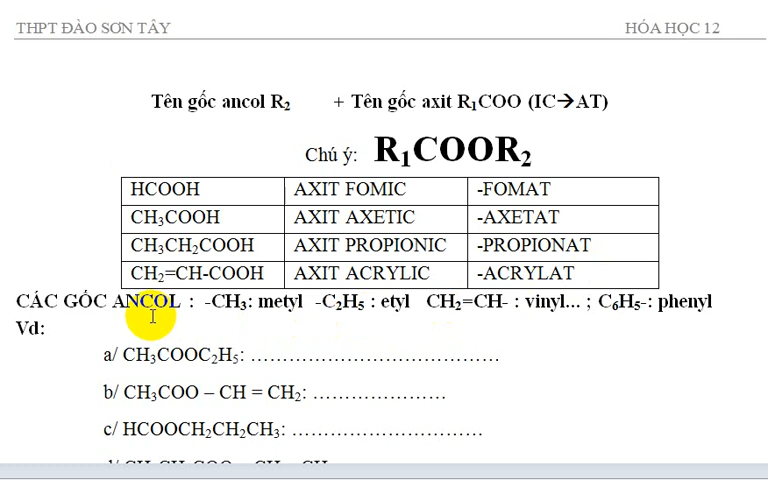 THPT ĐÀO SƠN TÂY HÓA HỌC 12
Tên gốc ancol R₂ + Tên gốc axit R₁COO (IC→AT)
Chú ý: R₁COOR₂
HCOOH AXIT FOMIC -FOMAT
CH₃COOH AXIT AXETIC -AXETAT
CH₃CH₂COOH AXIT PROPIONIC -PROPIONAT
CH₂=CH-COOH AXIT ACRYLIC -ACRYLAT
CÁC GỐC ANCOL : -CH₃: metyl -C₂H₅ : etyl CH₂=CH- : vinyl... ; C₆H₅-: phenyl
Vd:
a/ CH₃COOC₂H₅: …………………………………
b/ CH₃COO – CH = CH₂: …………………
c/ HCOOCH₂CH₂CH₃: …………………………